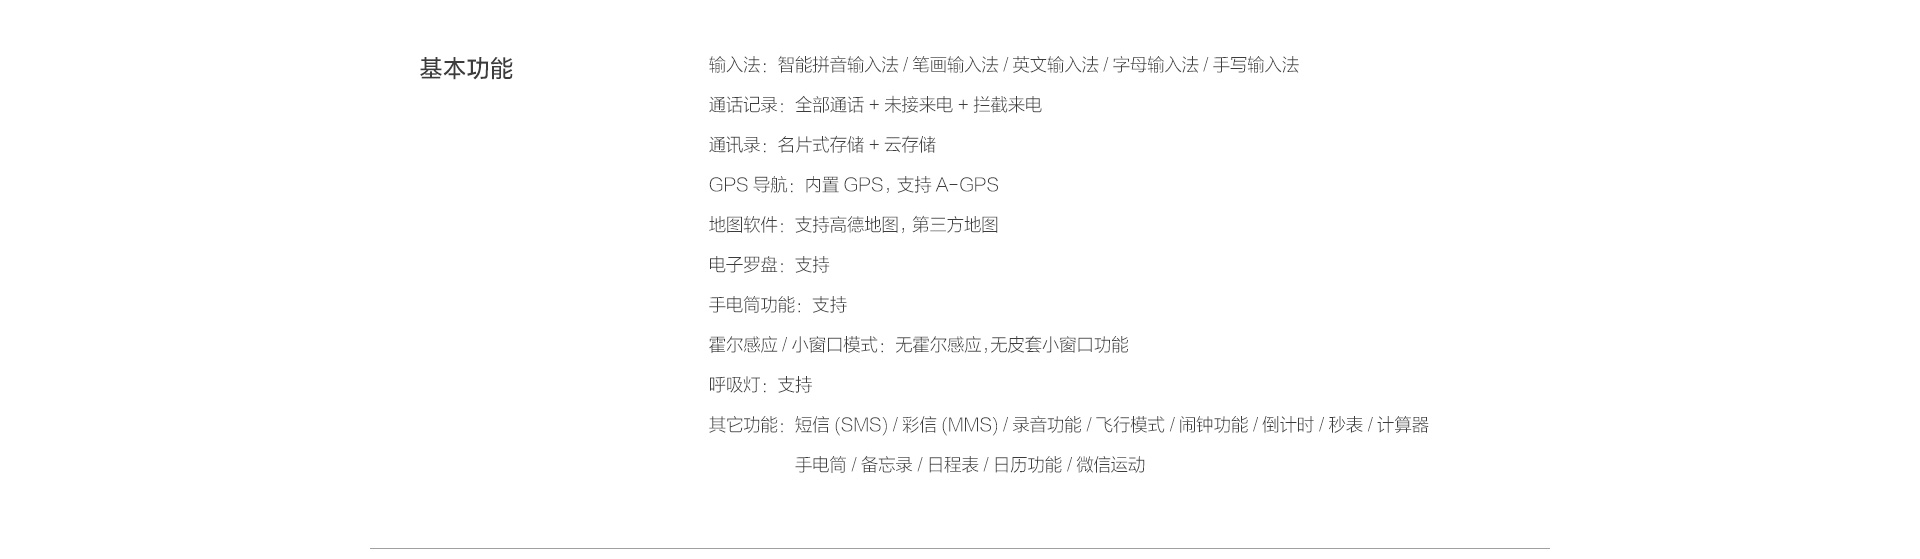 基本功能
输入法：智能拼音输入法 / 笔画输入法 / 英文输入法 / 字母输入法 / 手写输入法
通话记录：全部通话 + 未接来电 + 拦截来电
通讯录：名片式存储 + 云存储
GPS 导航：内置 GPS，支持 A-GPS
地图软件：支持高德地图，第三方地图
电子罗盘：支持
手电筒功能：支持
霍尔感应 / 小窗口模式：无霍尔感应，无皮套小窗口功能
呼吸灯：支持
其它功能：短信 (SMS) / 彩信 (MMS) / 录音功能 / 飞行模式 / 闹钟功能 / 倒计时 / 秒表 / 计算器
手电筒 / 备忘录 / 日程表 / 日历功能 / 微信运动